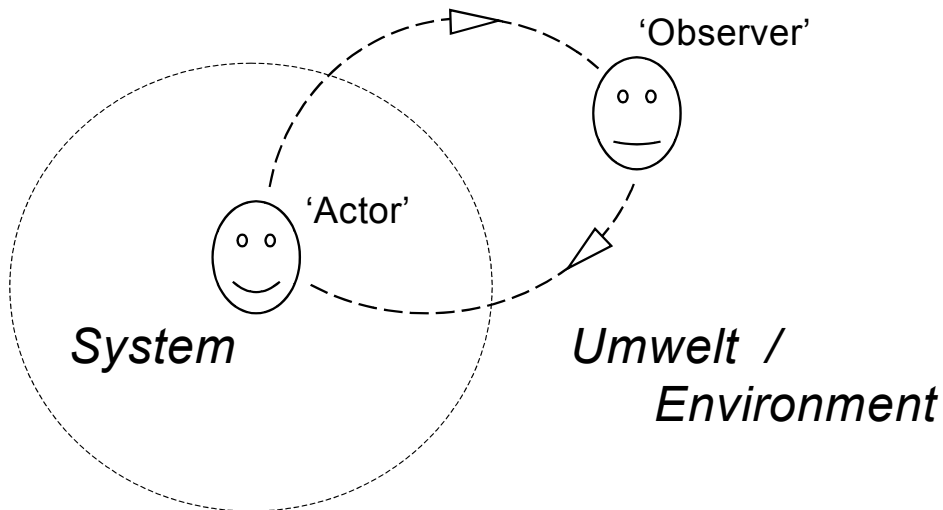 ‘Observer’
‘Actor’
System
Umwelt /
Environment